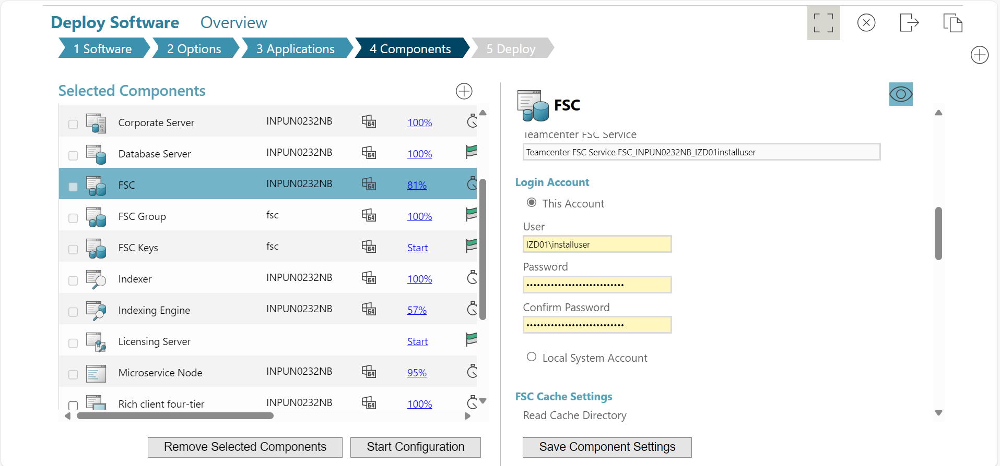 Deploy Software Overview
1 Software 2 Options 3 Applications 4 Components 5 Deploy
Selected Components
Corporate Server INPUN0232NB 64 100%
Database Server INPUN0232NB 64 100%
FSC INPUN0232NB 64 81%
FSC Group fsc 64 100%
FSC Keys fsc 64 Start
Indexer INPUN0232NB 64 100%
Indexing Engine INPUN0232NB 64 57%
Licensing Server Start
Microservice Node INPUN0232NB 64 95%
Rich client four-tier INPUN0232NB 64 100%
Remove Selected Components Start Configuration
FSC
Teamcenter FSC Service
Teamcenter FSC Service FSC_INPUN0232NB_IZD01installuser
Login Account
This Account
User
IZD01\installuser
Password
•••••••••••••••••••••••••••
Confirm Password
•••••••••••••••••••••••••••
Local System Account
FSC Cache Settings
Read Cache Directory
Save Component Settings